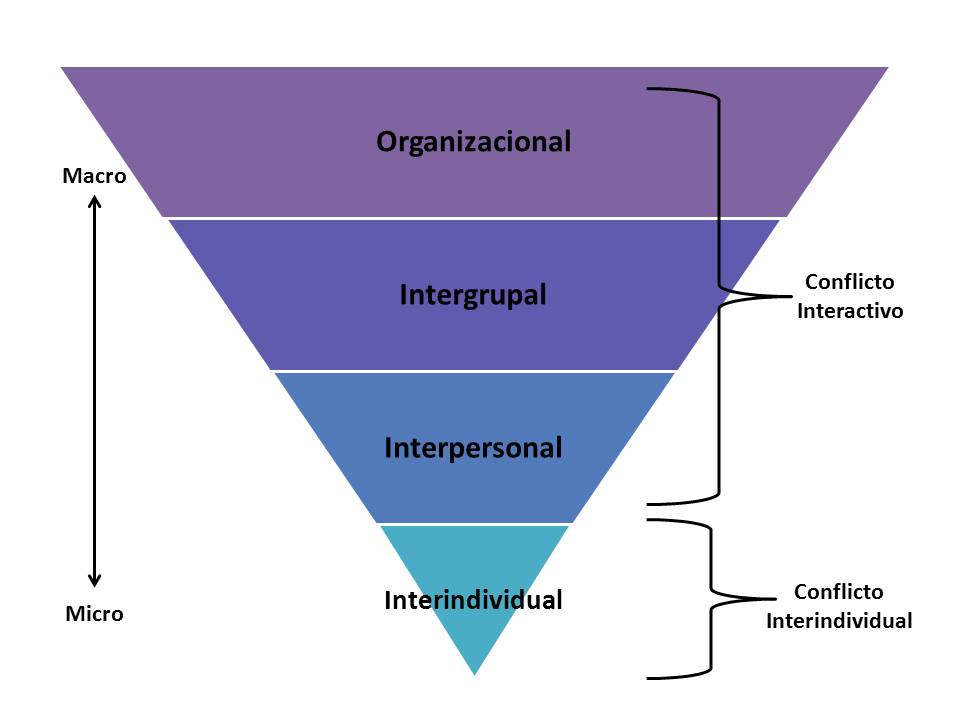 Organizacional
Macro
Intergrupal
Conflicto
Interactivo
Interpersonal
Interindividual
Micro
Conflicto
Interindividual